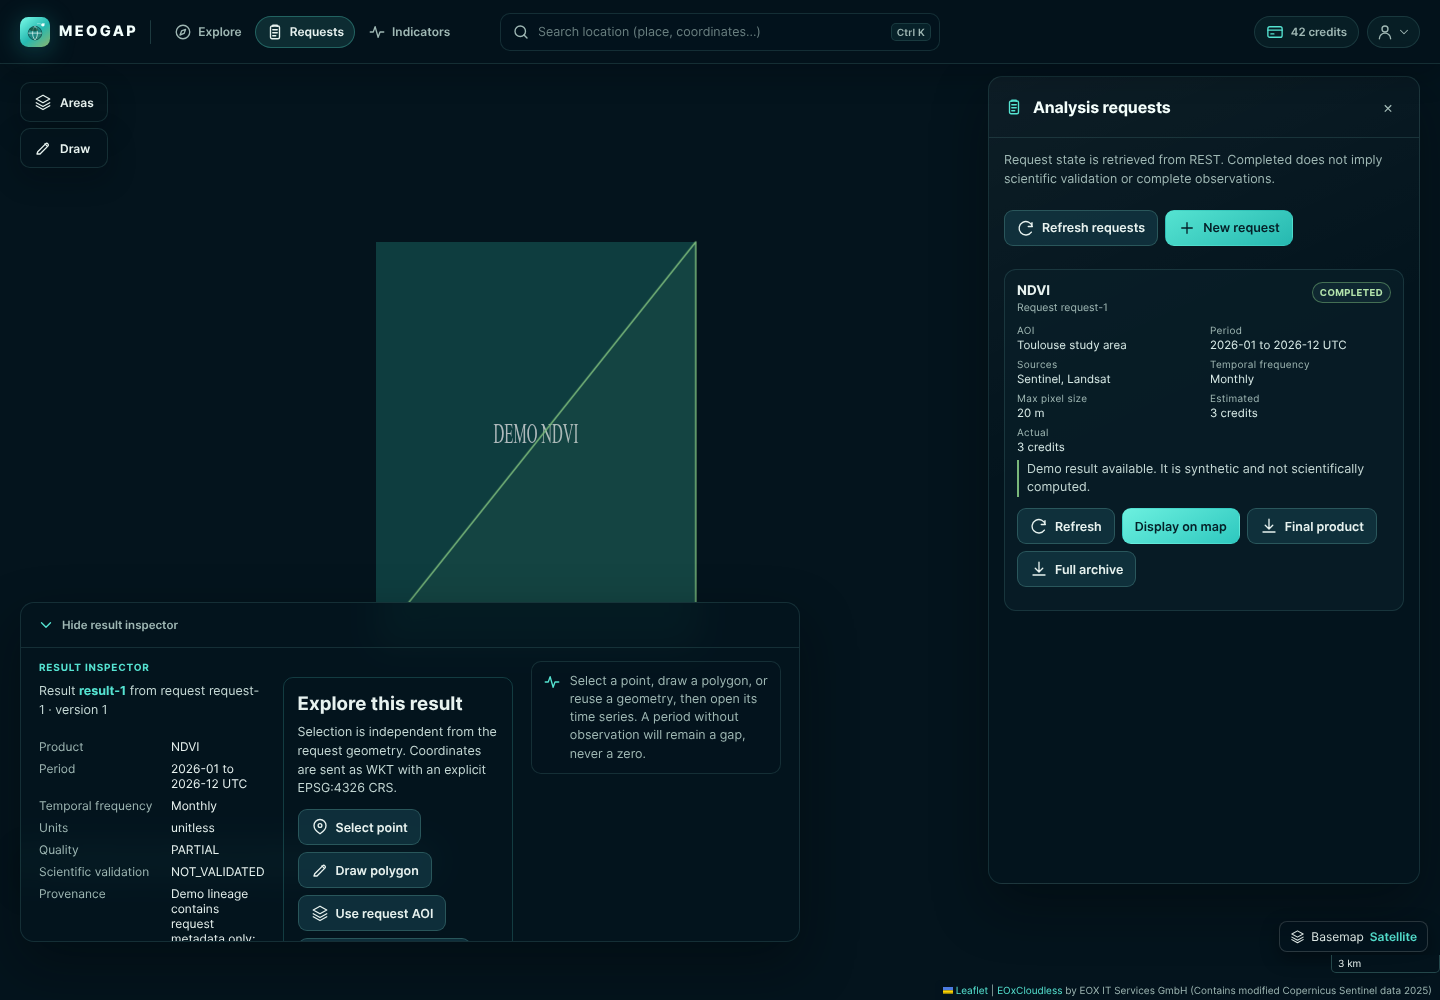 MEOGAP
Explore
Requests
Indicators
Search location (place, coordinates...)
Ctrl K
42 credits
Areas
Draw
DEMO NDVI
Analysis requests
×
Request state is retrieved from REST. Completed does not imply
scientific validation or complete observations.
Refresh requests
New request
NDVI
COMPLETED
Request request-1
AOI
Toulouse study area
Period
2026-01 to 2026-12 UTC
Sources
Sentinel, Landsat
Temporal frequency
Monthly
Max pixel size
20 m
Estimated
3 credits
Actual
3 credits
Demo result available. It is synthetic and not scientifically
computed.
Refresh
Display on map
Final product
Full archive
Hide result inspector
RESULT INSPECTOR
Result result-1 from request request-
1 · version 1
Product NDVI
Period 2026-01 to
2026-12 UTC
Temporal frequency Monthly
Units unitless
Quality PARTIAL
Scientific validation NOT_VALIDATED
Provenance Demo lineage
contains
request
metadata only;
Explore this result
Selection is independent from the
request geometry. Coordinates
are sent as WKT with an explicit
EPSG:4326 CRS.
Select point
Draw polygon
Use request AOI
Select a point, draw a polygon, or
reuse a geometry, then open its
time series. A period without
observation will remain a gap,
never a zero.
Basemap Satellite
3 km
Leaflet | EOxCloudless by EOX IT Services GmbH (Contains modified Copernicus Sentinel data 2025)